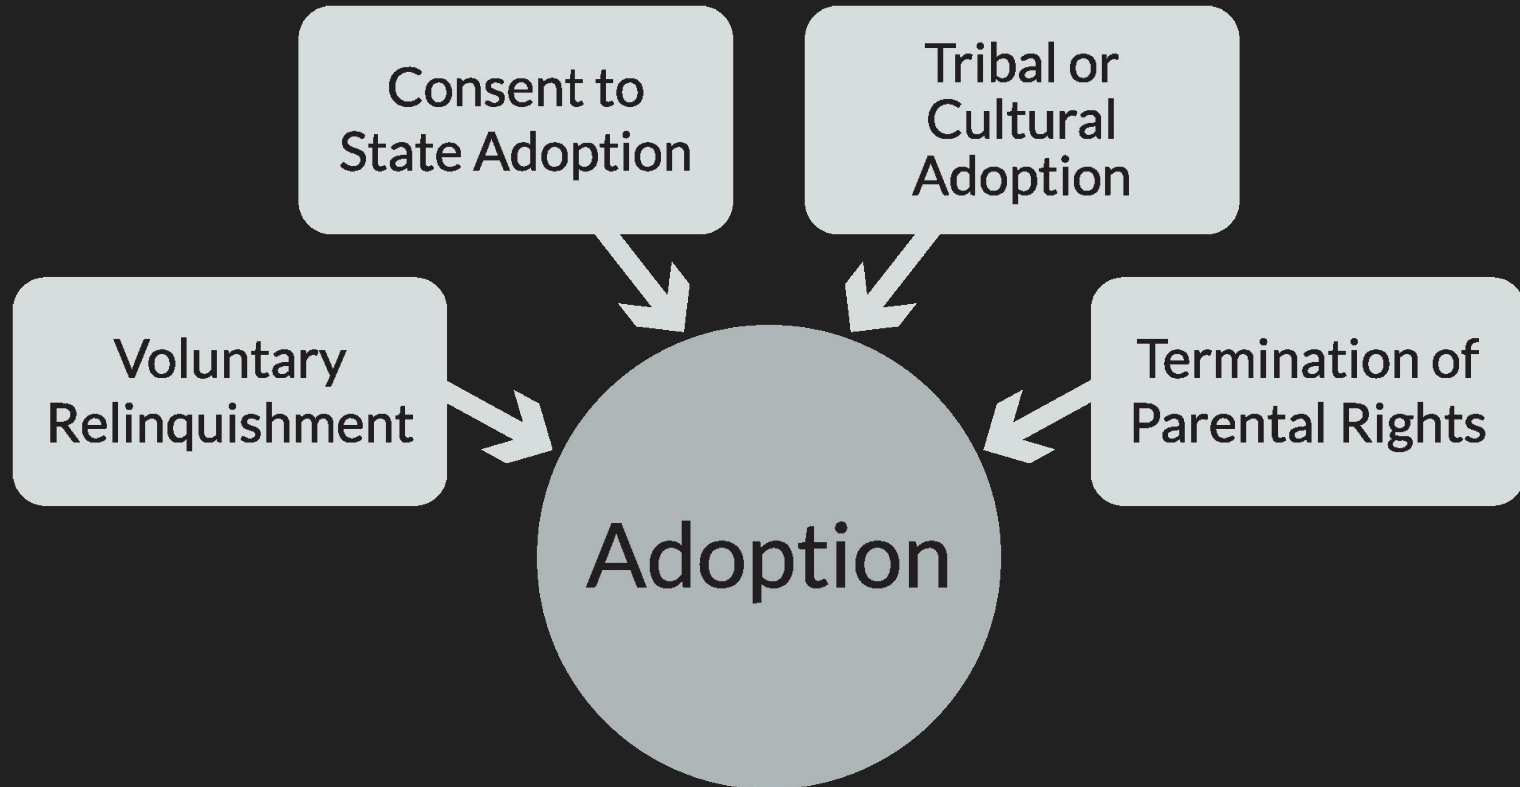 Consent to
State Adoption
Tribal or
Cultural
Adoption
Voluntary
Relinquishment
Termination of
Parental Rights
Adoption